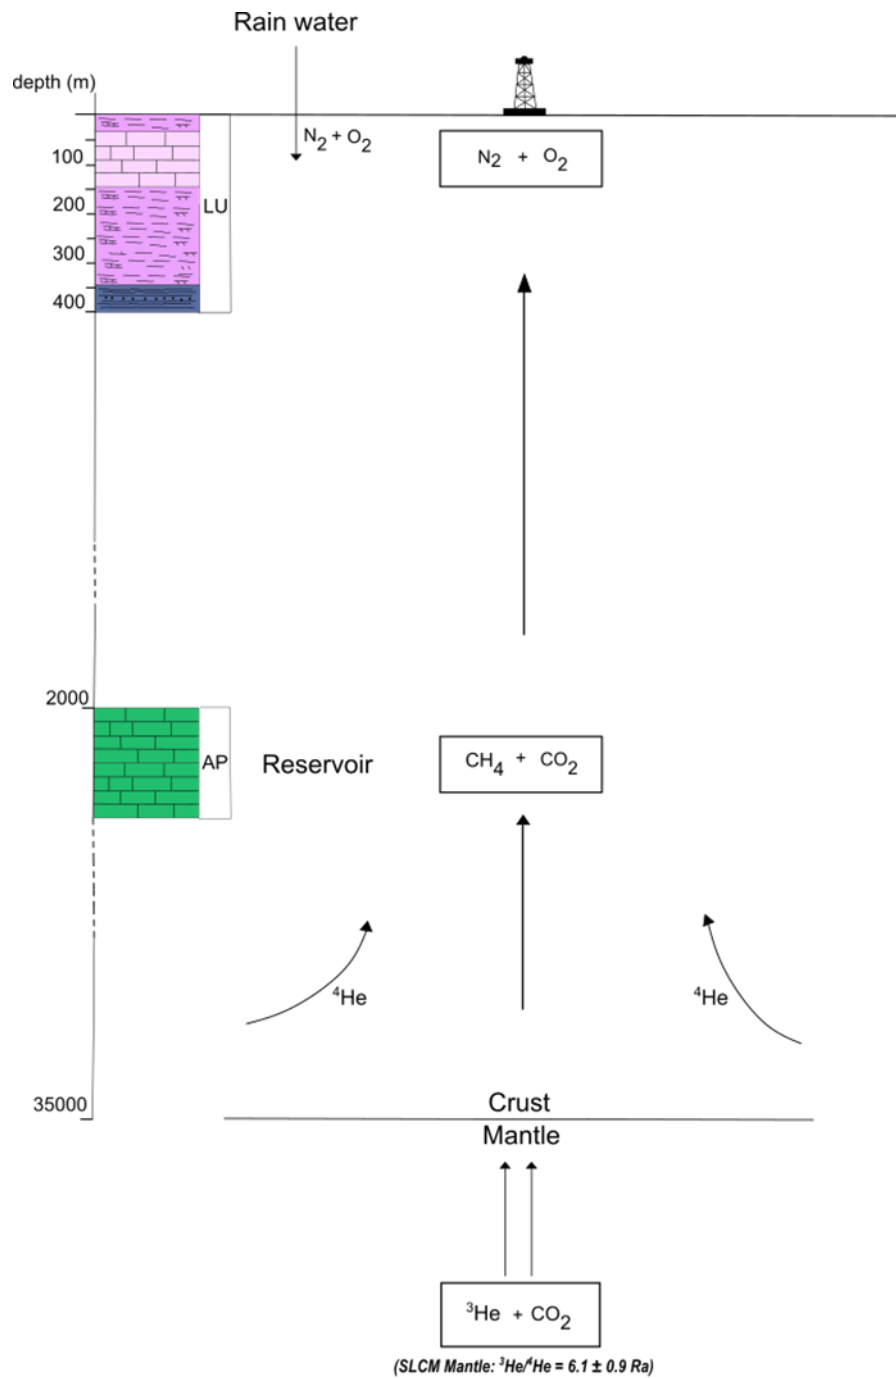 Rain water
depth (m)
N₂ + O₂
N₂ + O₂
100
200
LU
300
400
2000
AP
Reservoir
CH₄ + CO₂
⁴He
⁴He
35000
Crust
Mantle
³He + CO₂
(SLCM Mantle: ³He/⁴He = 6.1 ± 0.9 Ra)